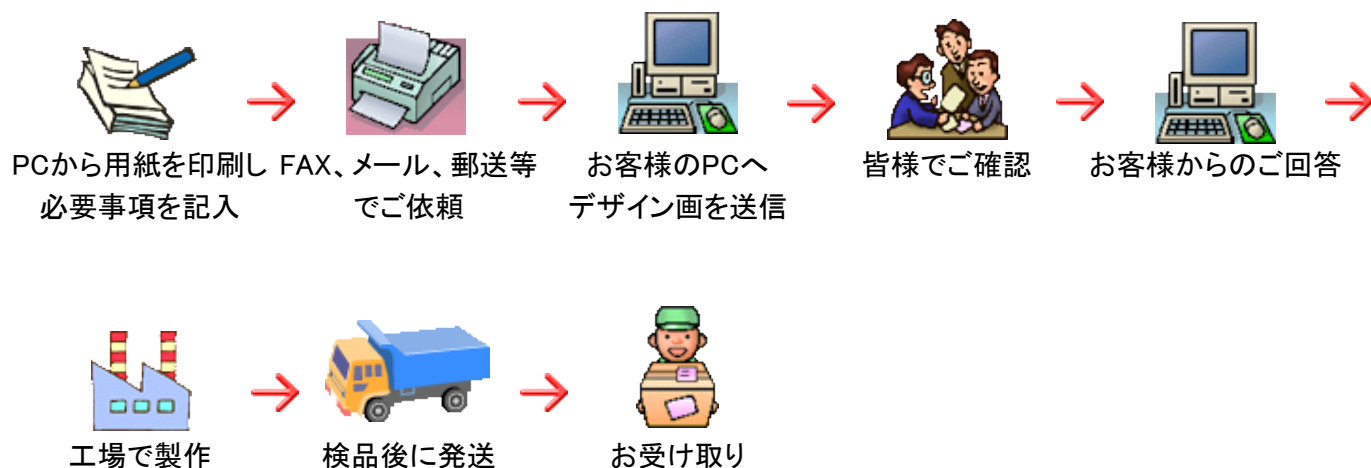 PCから用紙を印刷し
必要事項を記入
FAX、メール、郵送等
でご依頼
お客様のPCへ
デザイン画を送信
皆様でご確認
お客様からのご回答
工場で製作
検品後に発送
お受け取り